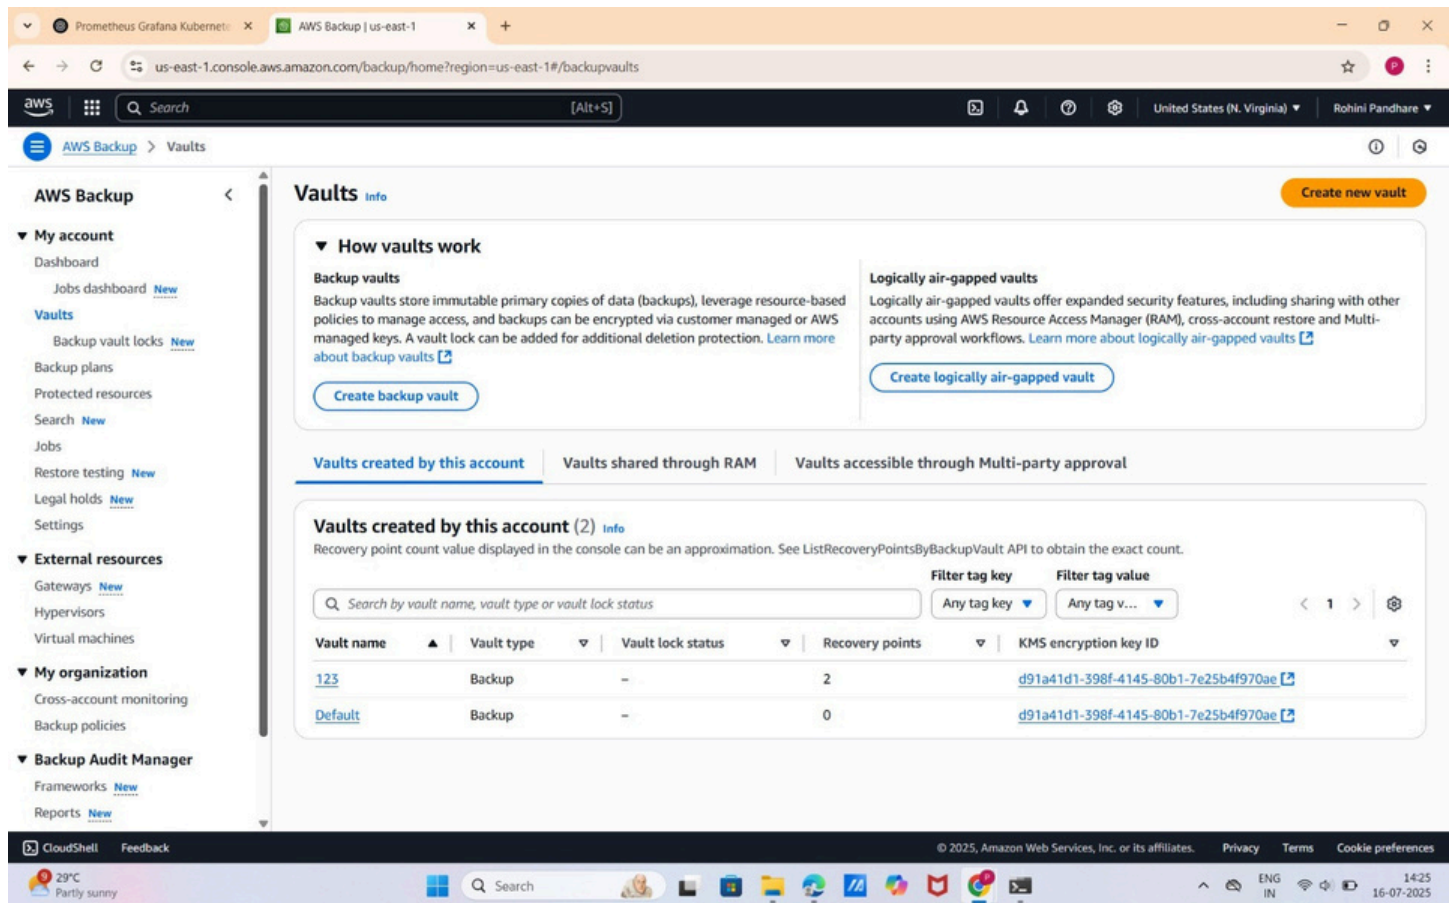 Prometheus Grafana Kubernet
AWS Backup | us-east-1
us-east-1.console.aws.amazon.com/backup/home?region=us-east-1#/backupvaults
P
aws
Search
[Alt+S]
United States (N. Virginia)
Rohini Pandhare
AWS Backup > Vaults
AWS Backup
My account
Dashboard
Jobs dashboard New
Vaults
Backup vault locks New
Backup plans
Protected resources
Search New
Jobs
Restore testing New
Legal holds New
Settings
External resources
Gateways New
Hypervisors
Virtual machines
My organization
Cross-account monitoring
Backup policies
Backup Audit Manager
Frameworks New
Reports New
Vaults Info
Create new vault
How vaults work
Backup vaults
Backup vaults store immutable primary copies of data (backups), leverage resource-based
policies to manage access, and backups can be encrypted via customer managed or AWS
managed keys. A vault lock can be added for additional deletion protection. Learn more
about backup vaults
Create backup vault
Logically air-gapped vaults
Logically air-gapped vaults offer expanded security features, including sharing with other
accounts using AWS Resource Access Manager (RAM), cross-account restore and Multi-
party approval workflows. Learn more about logically air-gapped vaults
Create logically air-gapped vault
Vaults created by this account
Vaults shared through RAM
Vaults accessible through Multi-party approval
Vaults created by this account (2) Info
Recovery point count value displayed in the console can be an approximation. See ListRecoveryPointsByBackupVault API to obtain the exact count.
Filter tag key
Filter tag value
Search by vault name, vault type or vault lock status
Any tag key
Any tag v...
1
Vault name Vault type Vault lock status Recovery points KMS encryption key ID
123 Backup – 2 d91a41d1-398f-4145-80b1-7e25b4f970ae
Default Backup – 0 d91a41d1-398f-4145-80b1-7e25b4f970ae
CloudShell Feedback
© 2025, Amazon Web Services, Inc. or its affiliates. Privacy Terms Cookie preferences
9
29°C
Partly sunny
Search
ENG
IN
14:25
16-07-2025